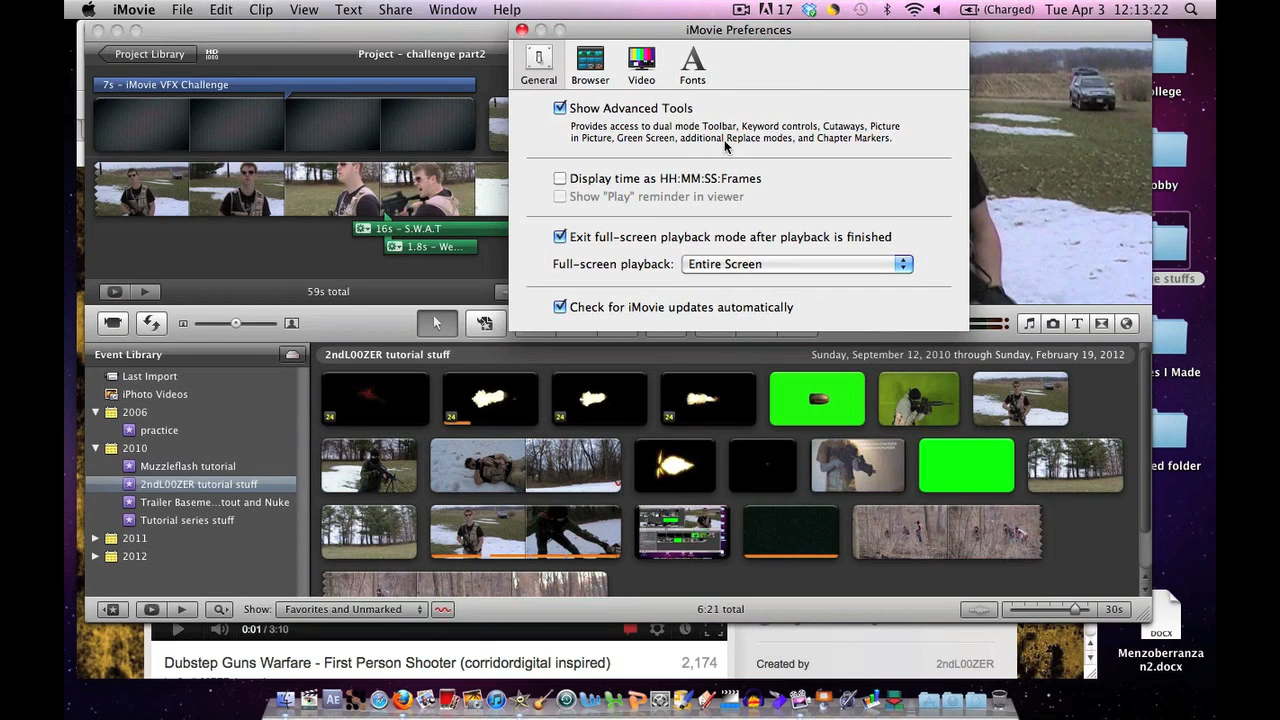 iMovie File Edit Clip View Text Share Window Help
17 (Charged) Tue Apr 3 12:13:22
Project Library
HD
1080
Project - challenge part2
7s - iMovie VFX Challenge
16s - S.W.A.T
1.8s - We...
59s total
iMovie Preferences
General Browser Video Fonts
Show Advanced Tools
Provides access to dual mode Toolbar, Keyword controls, Cutaways, Picture
in Picture, Green Screen, additional Replace modes, and Chapter Markers.
Display time as HH:MM:SS:Frames
Show "Play" reminder in viewer
Exit full-screen playback mode after playback is finished
Full-screen playback: Entire Screen
Check for iMovie updates automatically
Event Library
Last Import
iPhoto Videos
2006
practice
2010
Muzzleflash tutorial
2ndL00ZER tutorial stuff
Trailer Baseme...tout and Nuke
Tutorial series stuff
2011
2012
2ndL00ZER tutorial stuff
Sunday, September 12, 2010 through Sunday, February 19, 2012
24
24
24
24
Show: Favorites and Unmarked
6:21 total
30s
0:01 / 3:10
Dubstep Guns Warfare - First Person Shooter (corridordigital inspired)
2,174
Created by
2ndL00ZER
ollege
obby
e stuffs
es I Made
ed folder
DOCX
Menzoberranza
n2.docx
AE